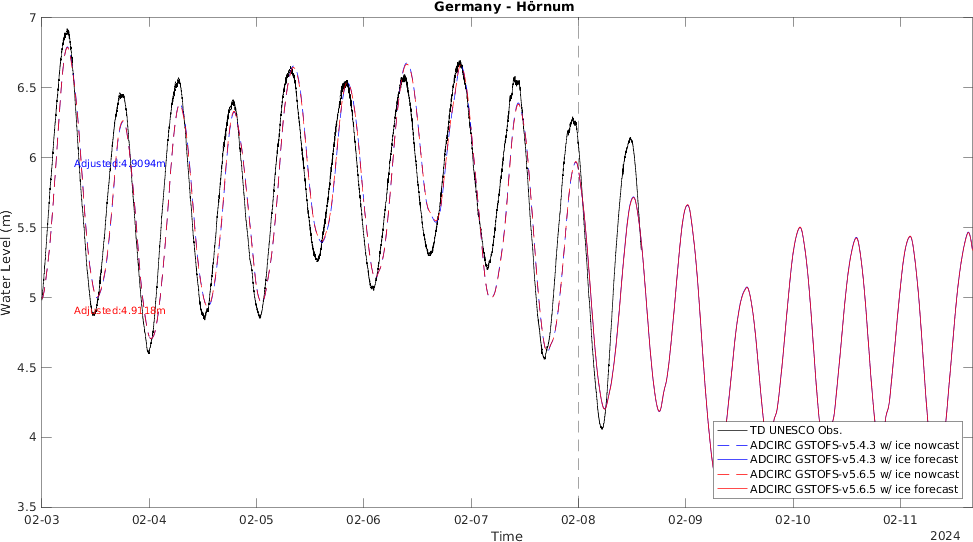 Germany - Hörnum
7
6.5
6
5.5
5
4.5
4
3.5
Water Level (m)
Adjusted:4.9094m
Adjusted:4.9118m
TD UNESCO Obs.
ADCIRC GSTOFS-v5.4.3 w/ ice nowcast
ADCIRC GSTOFS-v5.4.3 w/ ice forecast
ADCIRC GSTOFS-v5.6.5 w/ ice nowcast
ADCIRC GSTOFS-v5.6.5 w/ ice forecast
02-03 02-04 02-05 02-06 02-07 02-08 02-09 02-10 02-11
Time
2024